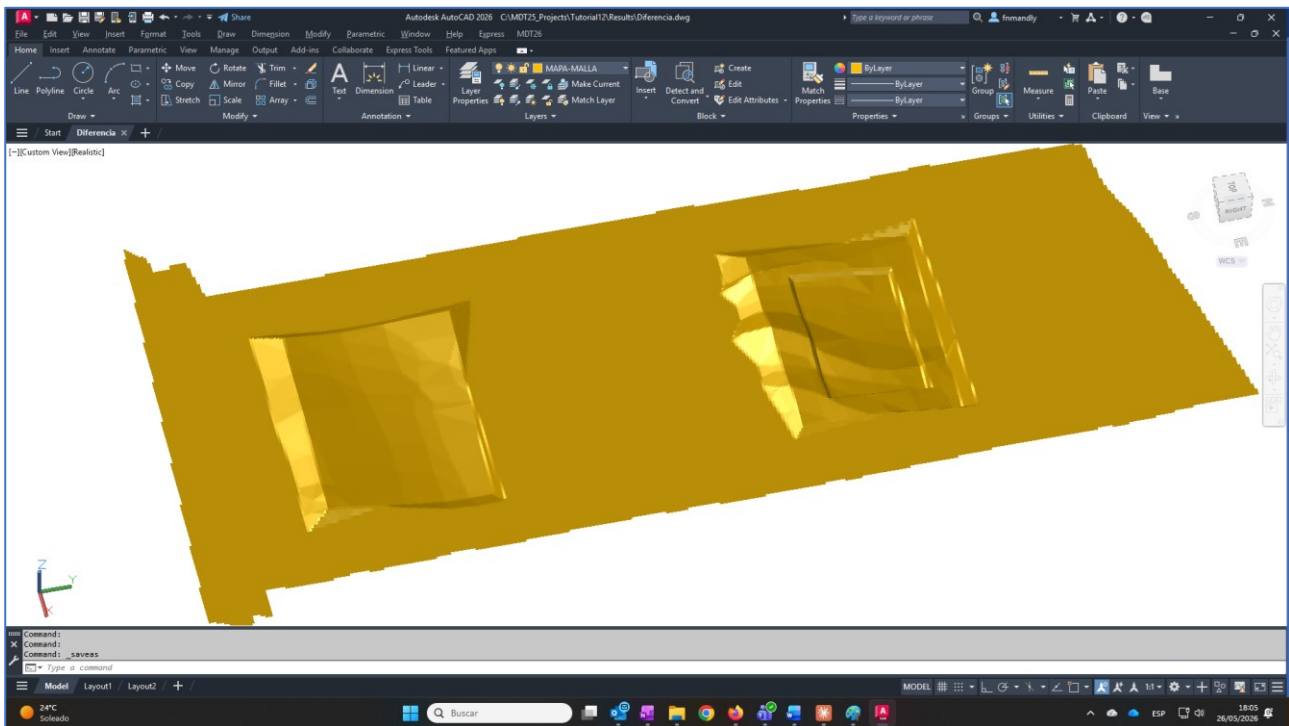 Share
Autodesk AutoCAD 2026 C:\MDT25_Projects\Tutorial12\Results\Diferencia.dwg
Type a keyword or phrase
fnmandly
File Edit View Insert Format Tools Draw Dimension Modify Parametric Window Help Express MDT26
Home Insert Annotate Parametric View Manage Output Add-ins Collaborate Express Tools Featured Apps
Line Polyline Circle Arc
Move Rotate Trim
Copy Mirror Fillet
Stretch Scale Array
Text Dimension
Linear
Leader
Table
Layer Properties
MAPA-MALLA
Make Current
Match Layer
Insert
Detect and Convert
Create
Edit
Edit Attributes
Match Properties
ByLayer
ByLayer
ByLayer
Group
Measure
Paste
Base
Draw Modify Annotation Layers Block Properties Groups Utilities Clipboard View
Start Diferencia
[−][Custom View][Realistic]
TOP
RIGHT
WCS
Z
Y
X
Command:
Command:
Command: _saveas
Type a command
Model Layout1 Layout2
MODEL
1:1
24°C
Soleado
Buscar
ESP
18:05
26/05/2026